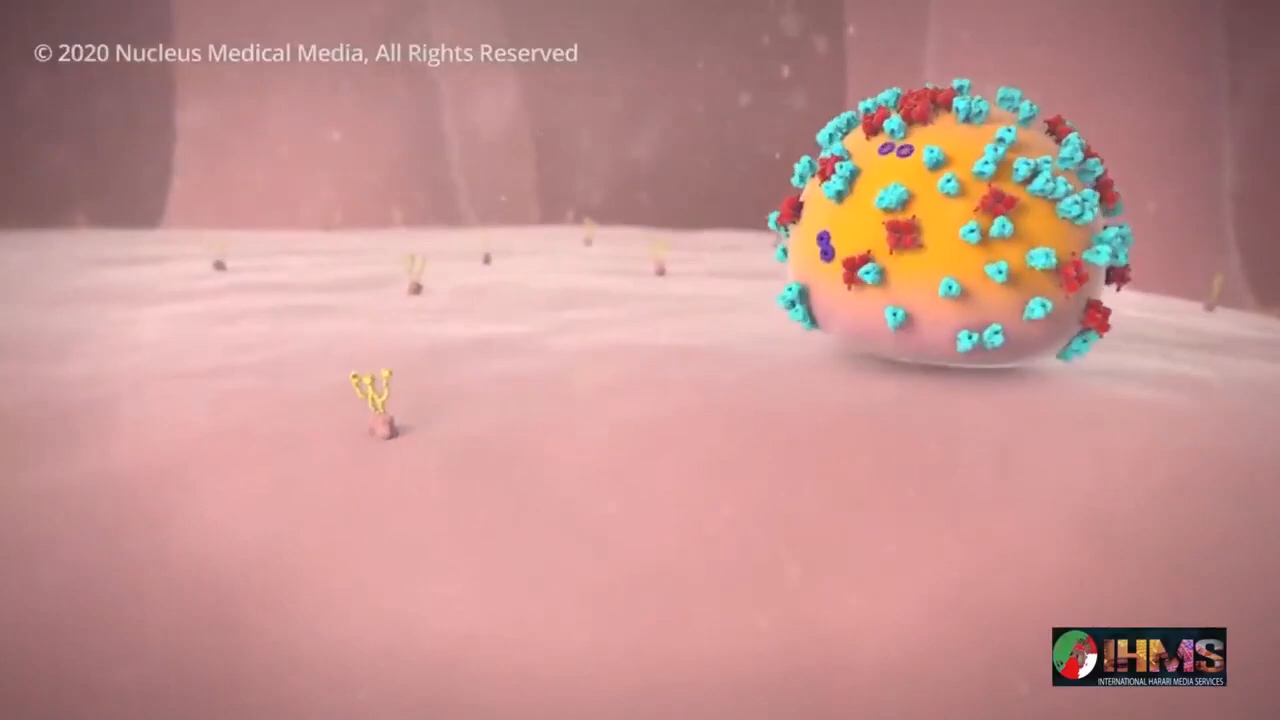 © 2020 Nucleus Medical Media, All Rights Reserved
IHMS
INTERNATIONAL HARARI MEDIA SERVICES